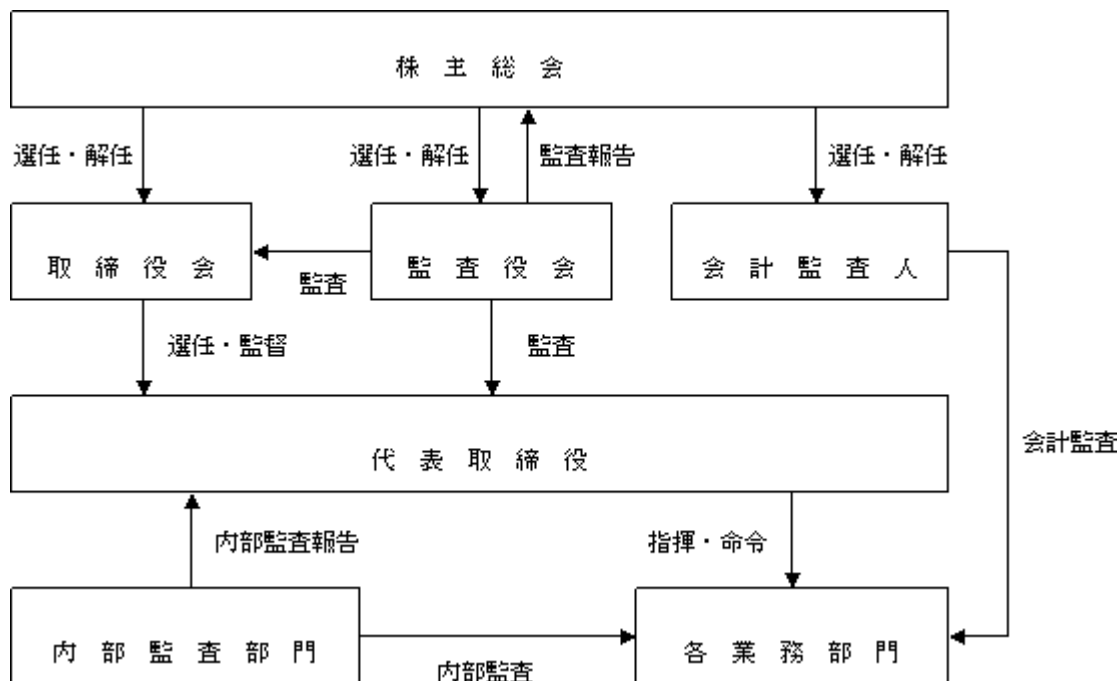 株主総会
選任・解任
選任・解任
監査報告
選任・解任
取締役会
監査
監査役会
会計監査人
選任・監督
監査
代表取締役
会計監査
内部監査報告
指揮・命令
内部監査部門
内部監査
各業務部門